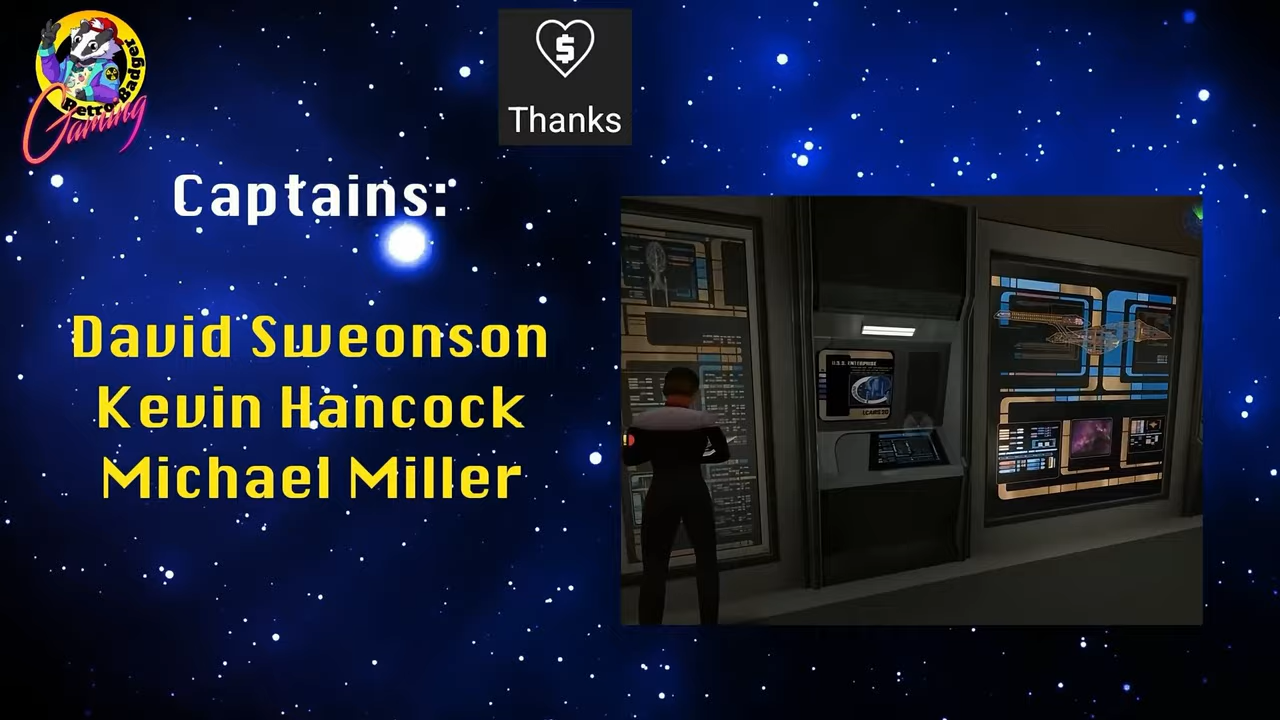 Retro Badger
Gaming
Thanks
Captains:
David Sweonson
Kevin Hancock
Michael Miller
U.S.S. ENTERPRISE